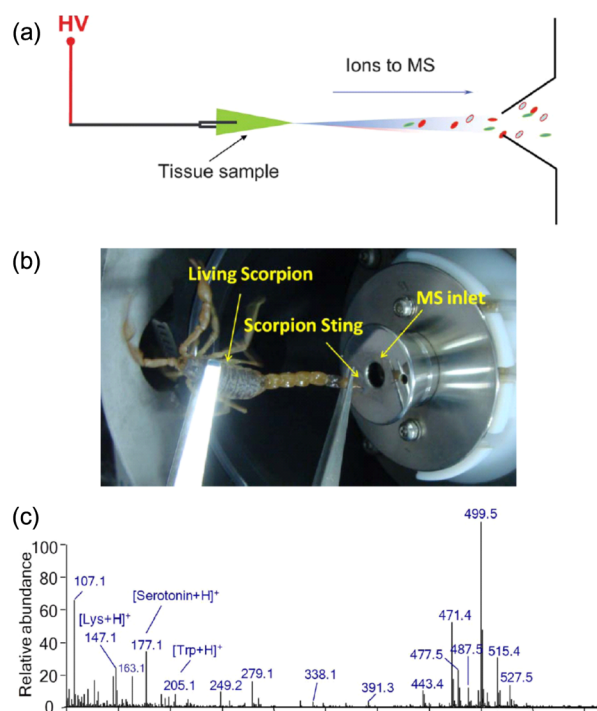 (a)
HV
Ions to MS
Tissue sample
(b)
Living Scorpion
MS inlet
Scorpion Sting
(c)
499.5
Relative abundance
100
80
60
40
20
0
107.1
[Serotonin+H]⁺
[Lys+H]⁺
147.1
163.1
177.1
[Trp+H]⁺
205.1
249.2
279.1
338.1
391.3
443.4
471.4
477.5
487.5
515.4
527.5